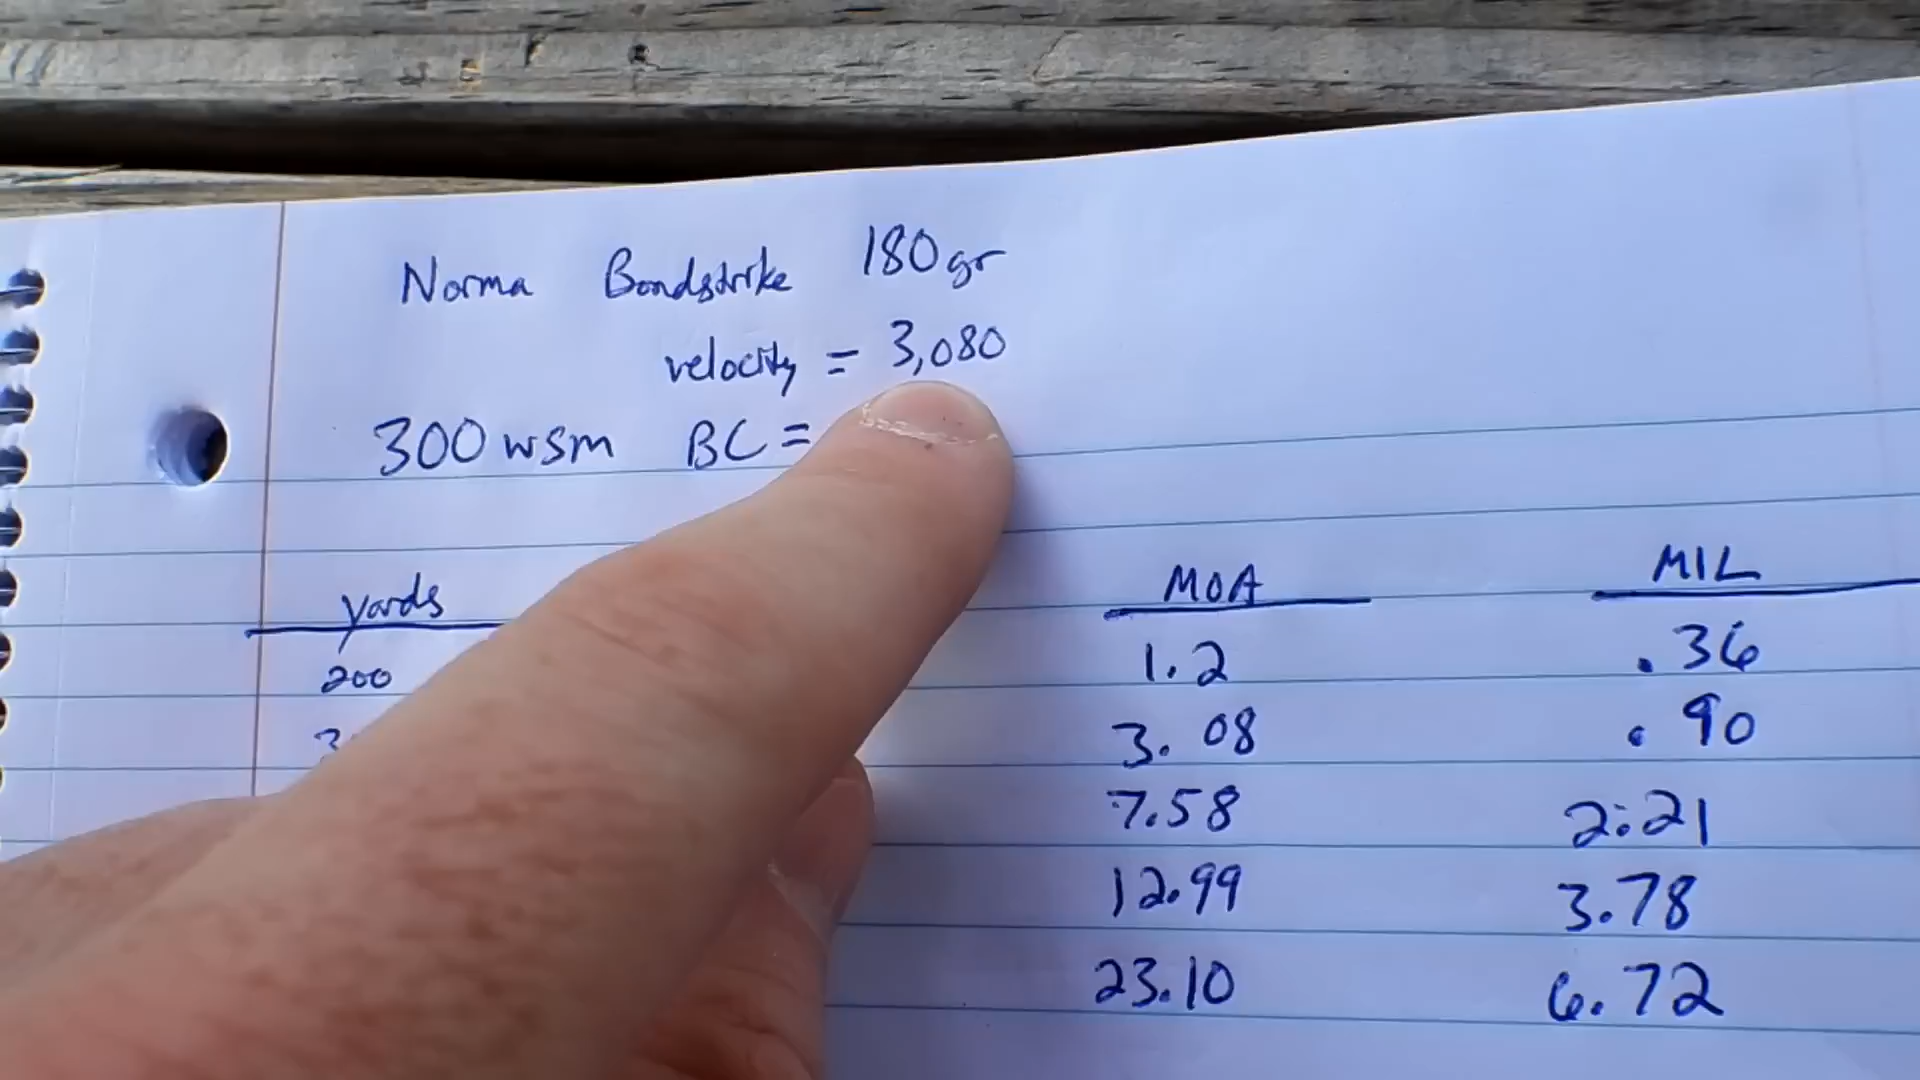 Norma Bondstrike 180gr
velocity = 3,080
300 wsm BC =
yards MOA MIL
200 1.2 .36
3.08 .90
7.58 2.21
12.99 3.78
23.10 6.72